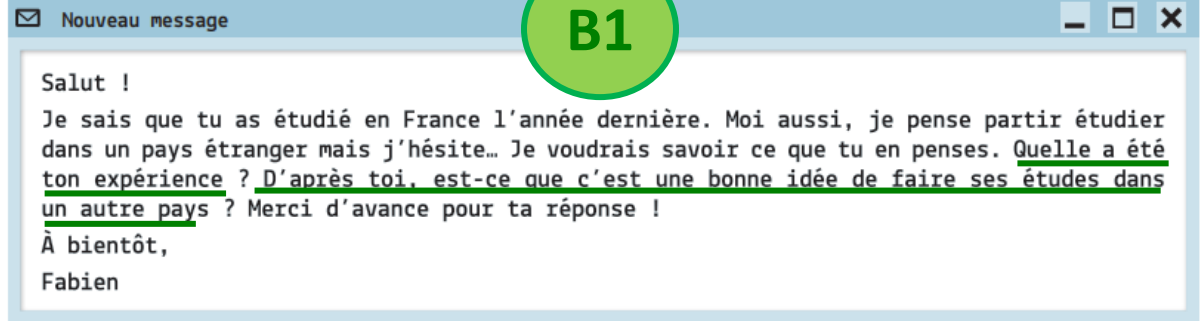 Nouveau message
B1
Salut !
Je sais que tu as étudié en France l'année dernière. Moi aussi, je pense partir étudier
dans un pays étranger mais j'hésite… Je voudrais savoir ce que tu en penses. Quelle a été
ton expérience ? D'après toi, est-ce que c'est une bonne idée de faire ses études dans
un autre pays ? Merci d'avance pour ta réponse !
À bientôt,
Fabien